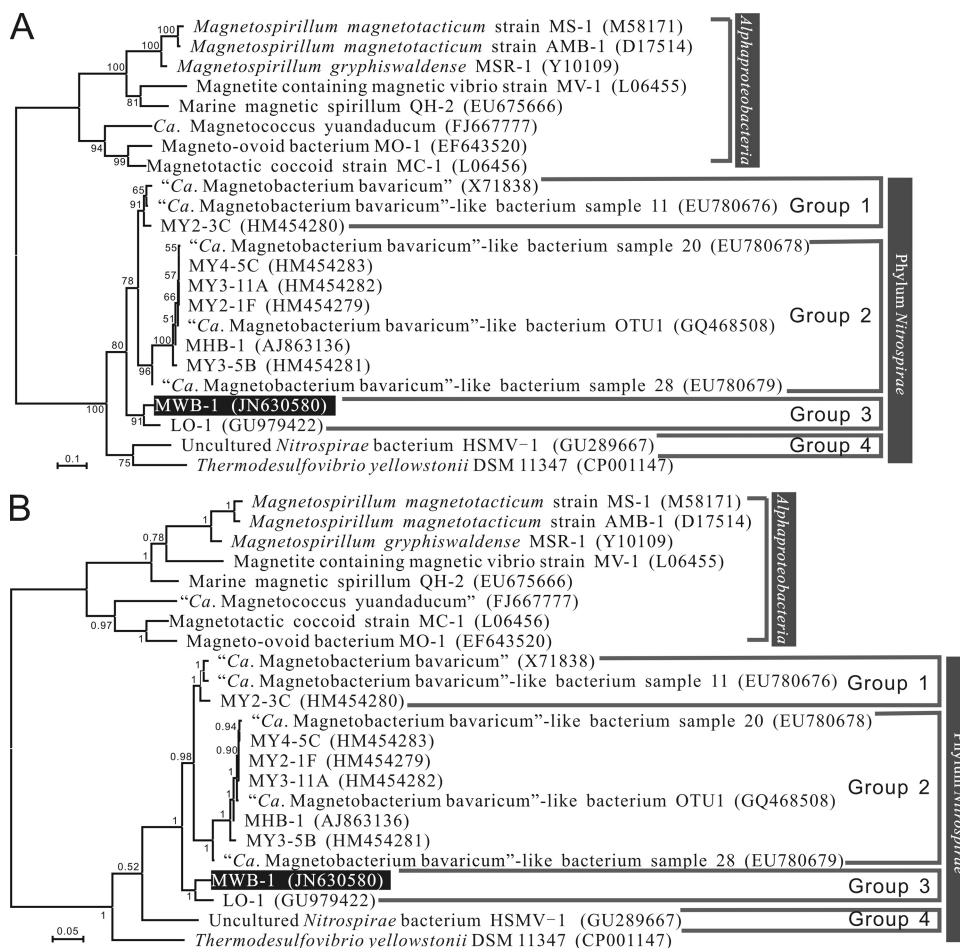 A
100
Magnetospirillum magnetotacticum strain MS-1 (M58171)
Magnetospirillum magnetotacticum strain AMB-1 (D17514)
100
100
Magnetospirillum gryphiswaldense MSR-1 (Y10109)
Magnetite containing magnetic vibrio strain MV-1 (L06455)
81
Marine magnetic spirillum QH-2 (EU675666)
Ca. Magnetococcus yuandaducum (FJ667777)
94
Magneto-ovoid bacterium MO-1 (EF643520)
99
Magnetotactic coccoid strain MC-1 (L06456)
Alphaproteobacteria
65
“Ca. Magnetobacterium bavaricum” (X71838)
91
“Ca. Magnetobacterium bavaricum”-like bacterium sample 11 (EU780676)
Group 1
MY2-3C (HM454280)
55
“Ca. Magnetobacterium bavaricum”-like bacterium sample 20 (EU780678)
57
MY4-5C (HM454283)
78
MY3-11A (HM454282)
66
MY2-1F (HM454279)
51
“Ca. Magnetobacterium bavaricum”-like bacterium OTU1 (GQ468508)
Group 2
100
MHB-1 (AJ863136)
80
MY3-5B (HM454281)
96
“Ca. Magnetobacterium bavaricum”-like bacterium sample 28 (EU780679)
MWB-1 (JN630580)
100
91
LO-1 (GU979422)
Group 3
Uncultured Nitrospirae bacterium HSMV-1 (GU289667)
Group 4
75
Thermodesulfovibrio yellowstonii DSM 11347 (CP001147)
Phylum Nitrospirae
0.1
B
1
Magnetospirillum magnetotacticum strain MS-1 (M58171)
1
Magnetospirillum magnetotacticum strain AMB-1 (D17514)
0.78
Magnetospirillum gryphiswaldense MSR-1 (Y10109)
1
Magnetite containing magnetic vibrio strain MV-1 (L06455)
Marine magnetic spirillum QH-2 (EU675666)
“Ca. Magnetococcus yuandaducum” (FJ667777)
0.97
Magnetotactic coccoid strain MC-1 (L06456)
1
Magneto-ovoid bacterium MO-1 (EF643520)
Alphaproteobacteria
1
“Ca. Magnetobacterium bavaricum” (X71838)
1
“Ca. Magnetobacterium bavaricum”-like bacterium sample 11 (EU780676)
Group 1
MY2-3C (HM454280)
0.94
“Ca. Magnetobacterium bavaricum”-like bacterium sample 20 (EU780678)
MY4-5C (HM454283)
0.90
0.98
MY2-1F (HM454279)
1
MY3-11A (HM454282)
1
“Ca. Magnetobacterium bavaricum”-like bacterium OTU1 (GQ468508)
Group 2
1
MHB-1 (AJ863136)
1
MY3-5B (HM454281)
1
“Ca. Magnetobacterium bavaricum”-like bacterium sample 28 (EU780679)
0.52
MWB-1 (JN630580)
1
LO-1 (GU979422)
Group 3
1
Uncultured Nitrospirae bacterium HSMV-1 (GU289667)
Group 4
Thermodesulfovibrio yellowstonii DSM 11347 (CP001147)
Phylum Nitrospirae
0.05